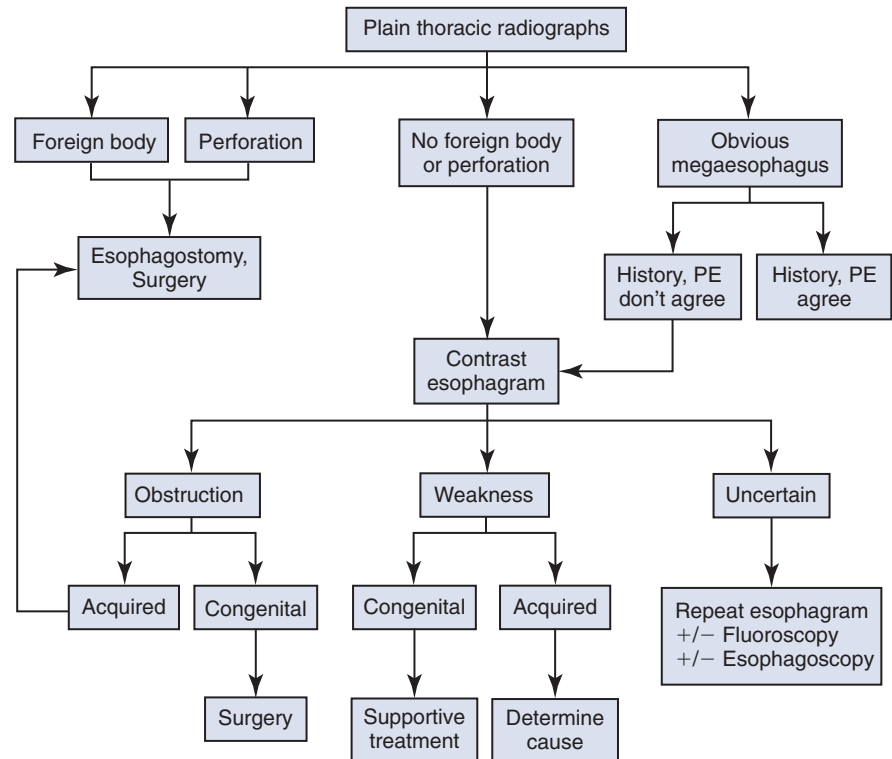 Plain thoracic radiographs
Foreign body
Perforation
No foreign body
or perforation
Obvious
megaesophagus
Esophagostomy,
Surgery
History, PE
don't agree
History, PE
agree
Contrast
esophagram
Obstruction
Weakness
Uncertain
Acquired
Congenital
Congenital
Acquired
Repeat esophagram
+/− Fluoroscopy
+/− Esophagoscopy
Surgery
Supportive
treatment
Determine
cause